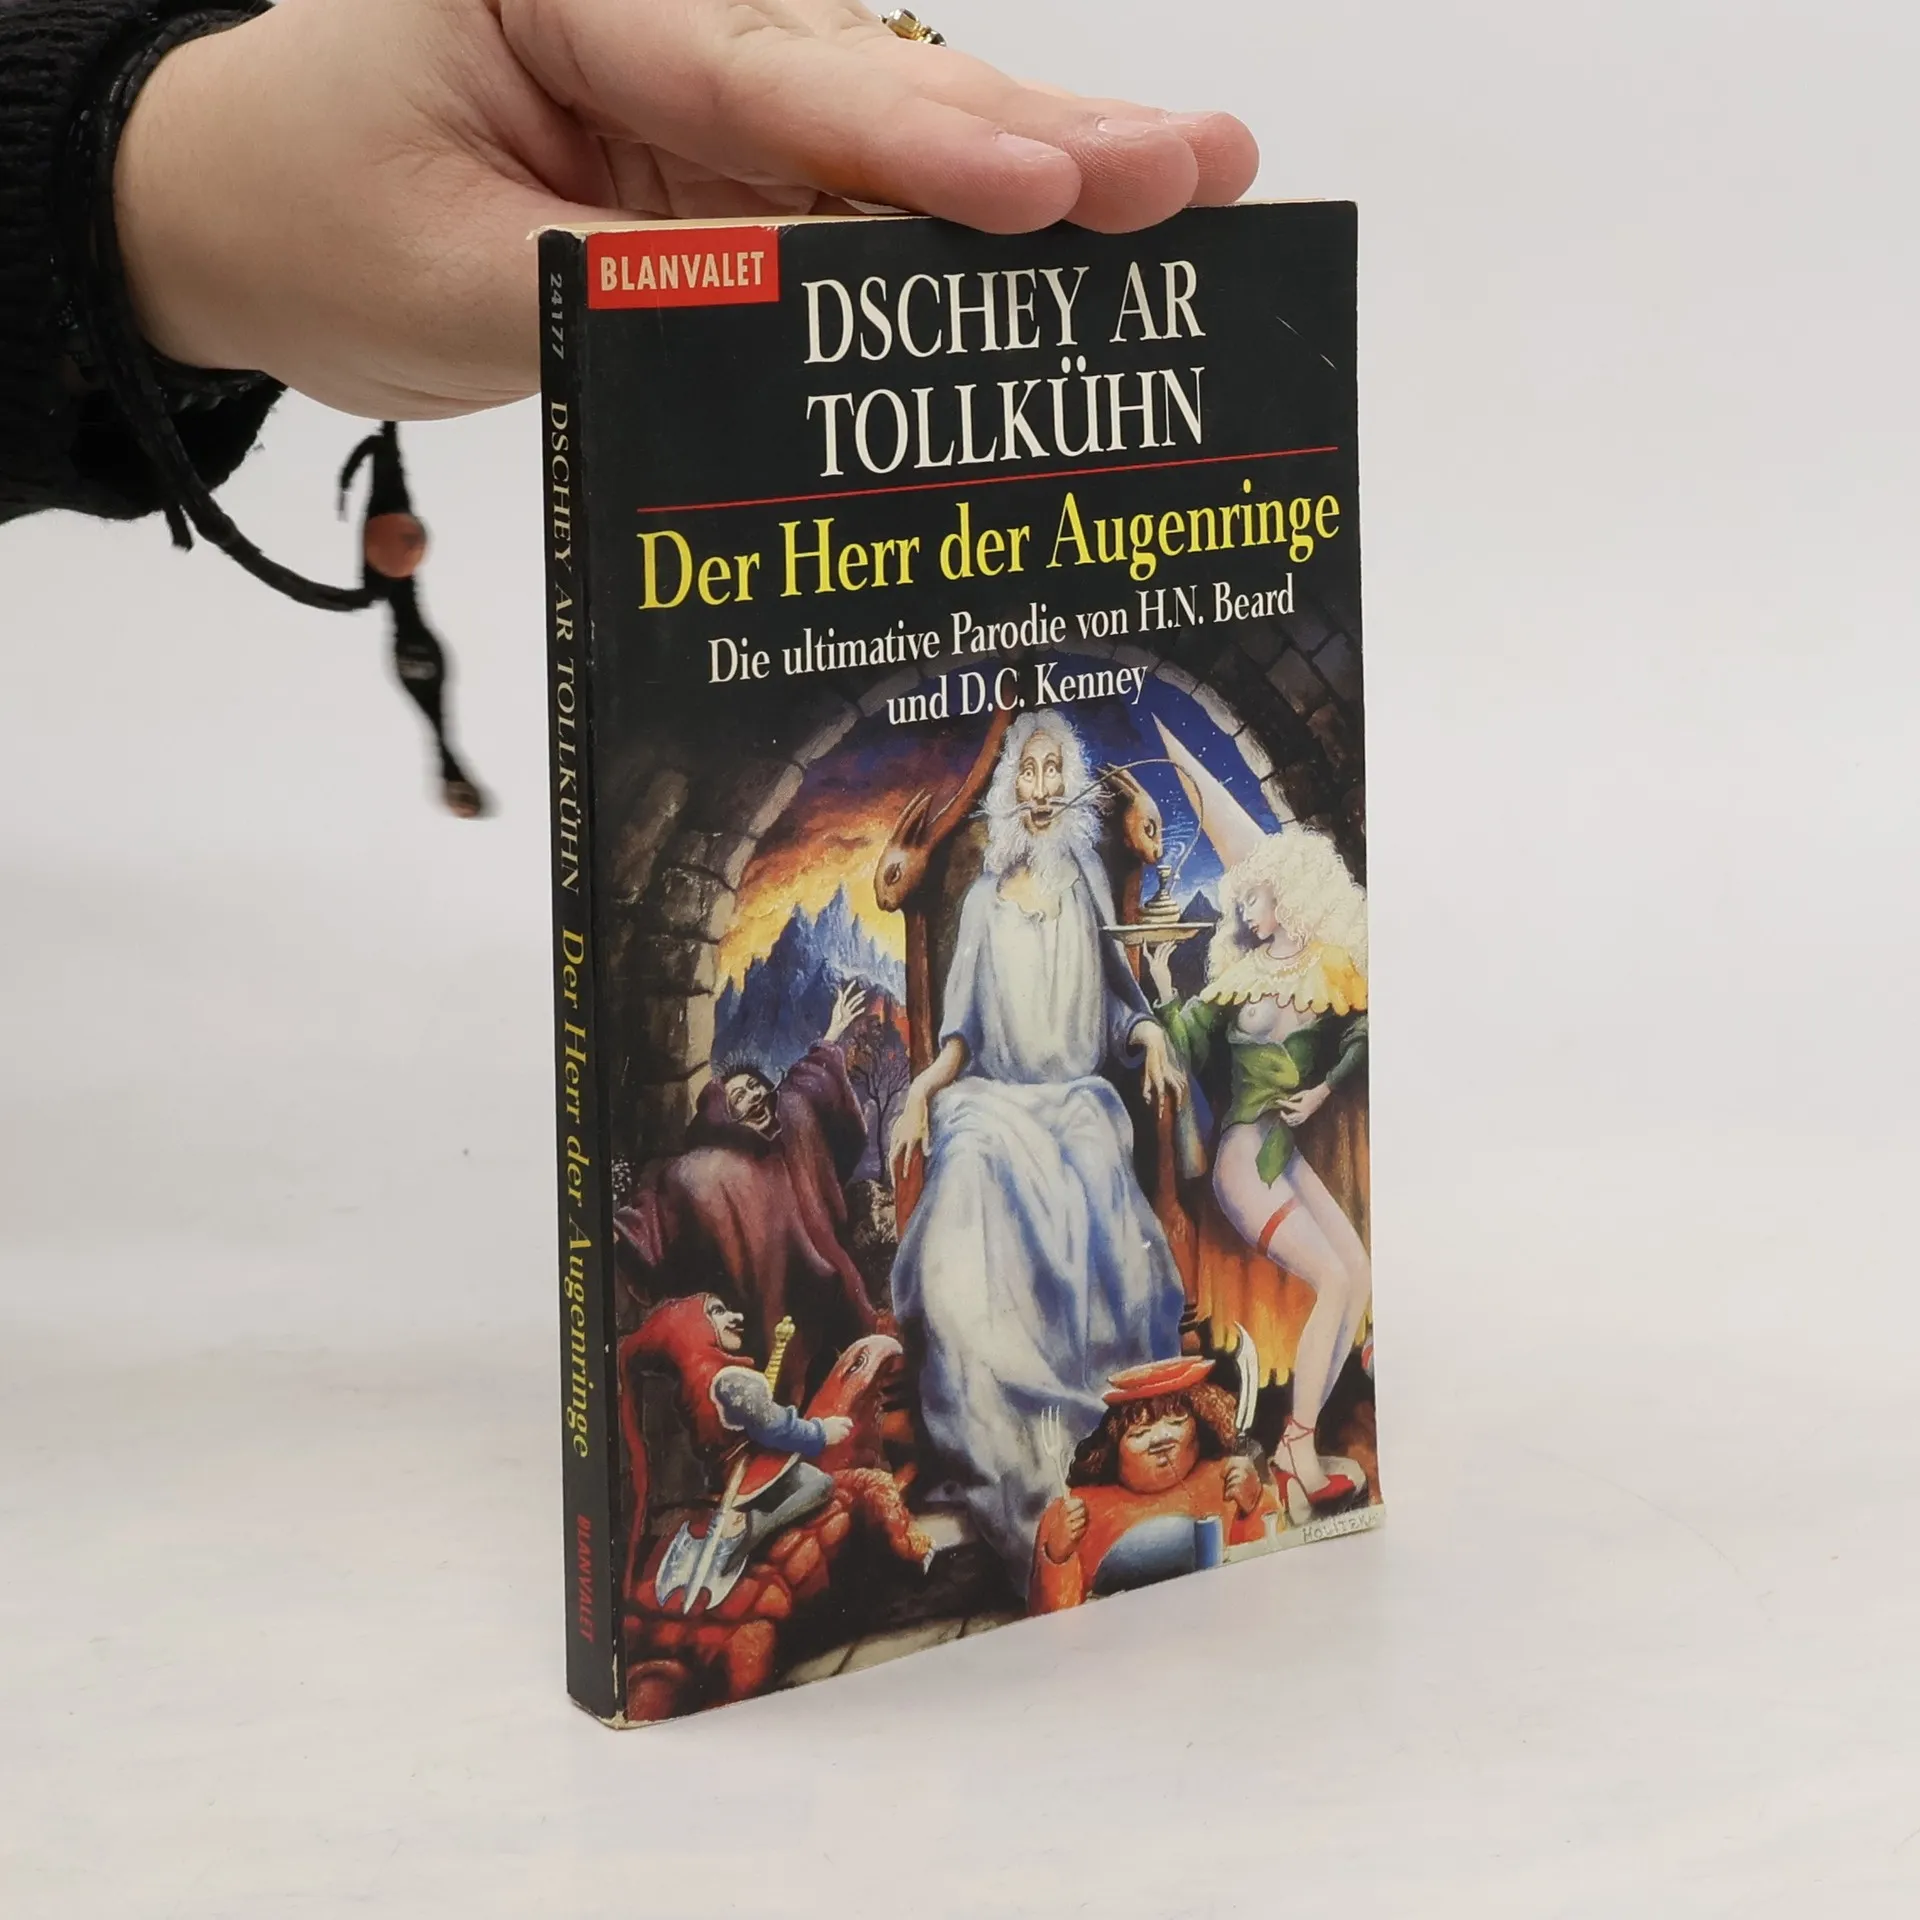 BLANVALET
DSCHEY AR
TOLLKÜHN
Der Herr der Augenringe
Die ultimative Parodie von H.N. Beard
und D.C. Kenney
24177 DSCHEY AR TOLLKÜHN Der Herr der Augenringe BLANVALET